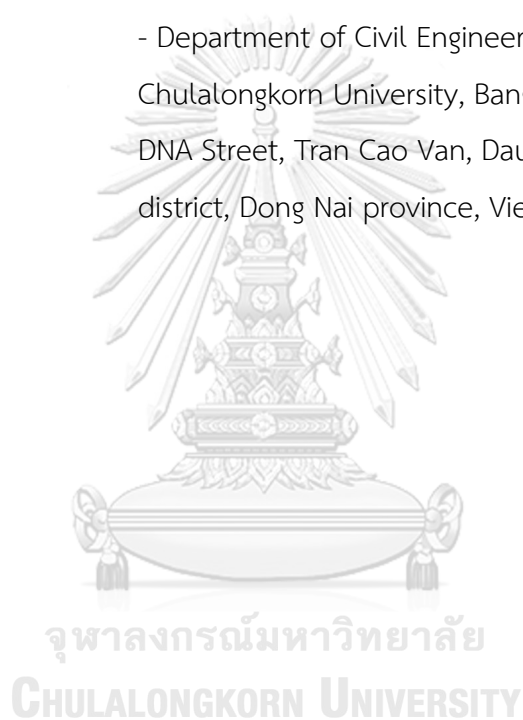 - Department of Civil Engineer
Chulalongkorn University, Ban
DNA Street, Tran Cao Van, Dau
district, Dong Nai province, Vie
จุฬาลงกรณ์มหาวิทยาลัย
CHULALONGKORN UNIVERSITY